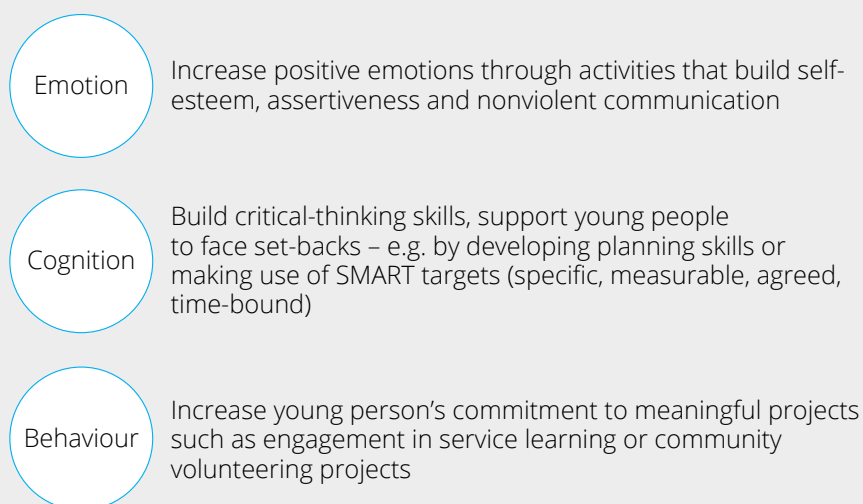 Emotion
Increase positive emotions through activities that build self-
esteem, assertiveness and nonviolent communication
Cognition
Build critical-thinking skills, support young people
to face set-backs – e.g. by developing planning skills or
making use of SMART targets (specific, measurable, agreed,
time-bound)
Behaviour
Increase young person’s commitment to meaningful projects
such as engagement in service learning or community
volunteering projects